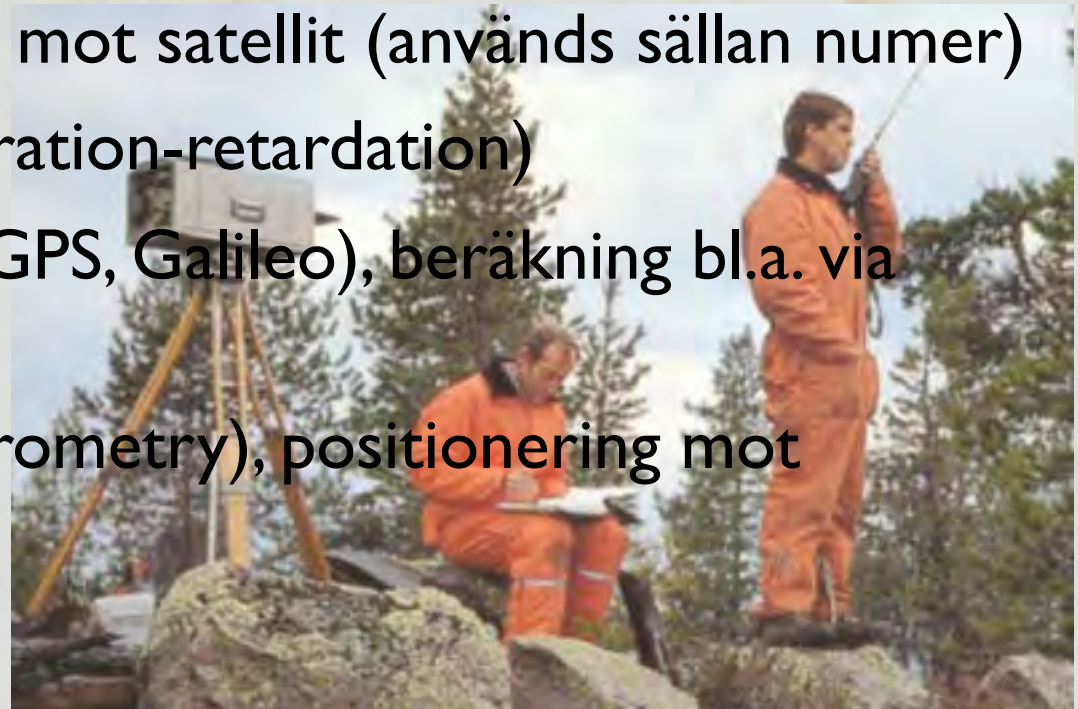 mot satellit (används sällan numer)
ration-retardation)
GPS, Galileo), beräkning bl.a. via
rometry), positionering mot